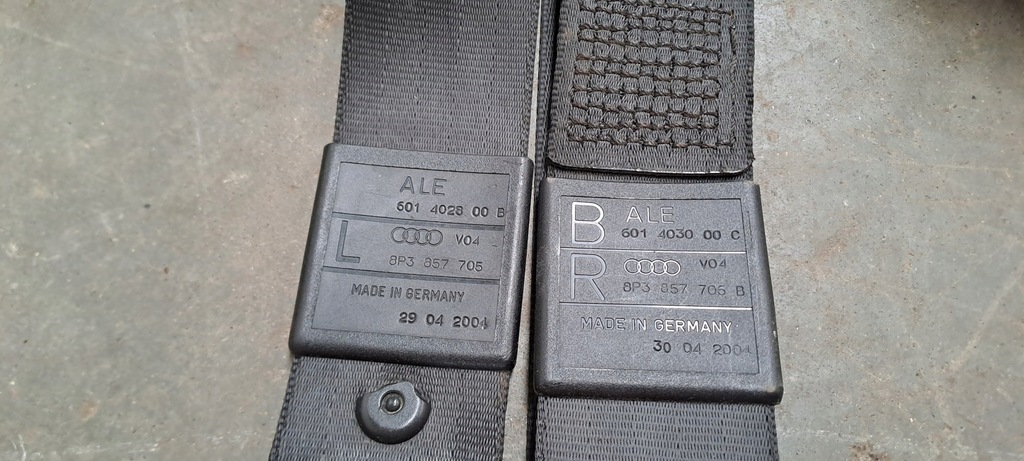 ALE
601 4028 00 B
L V04
8P3 857 705
MADE IN GERMANY
29 04 2004
B ALE
601 4030 00 C
R V04
8P3 857 706 B
MADE IN GERMANY
30 04 2004